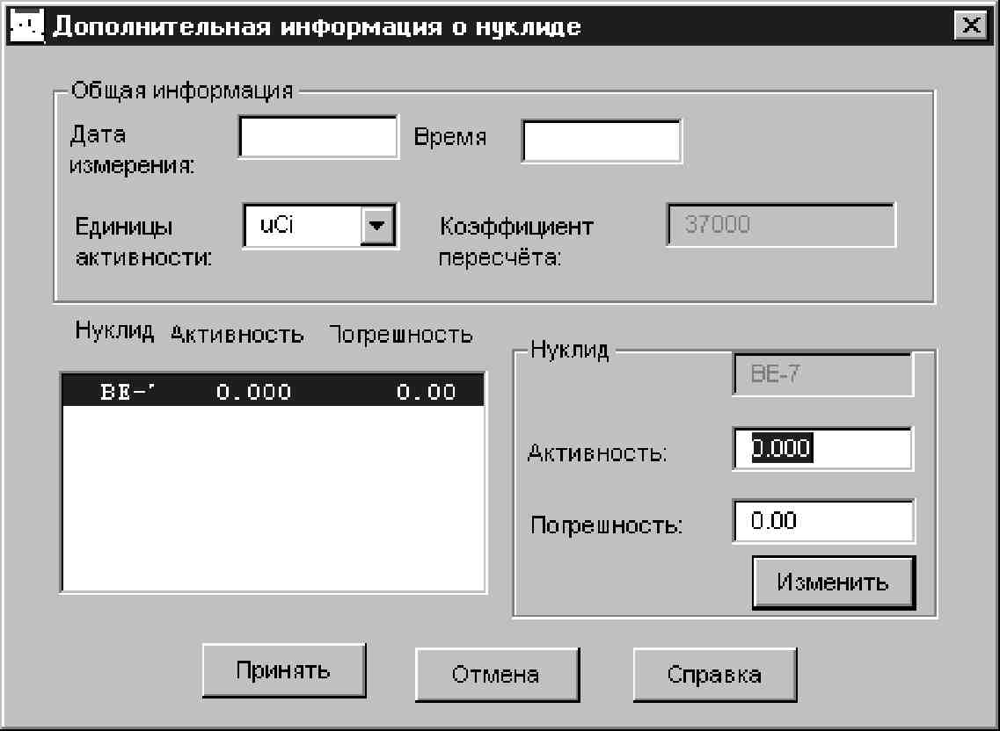 Дополнительная информация о нуклиде
Общая информация
Дата измерения:
Время
Единицы активности:
uCi
Коэффициент пересчёта:
37000
Нуклид Активность Погрешность
BE-7 0.000 0.00
Нуклид
BE-7
Активность:
0.000
Погрешность:
0.00
Изменить
Принять
Отмена
Справка